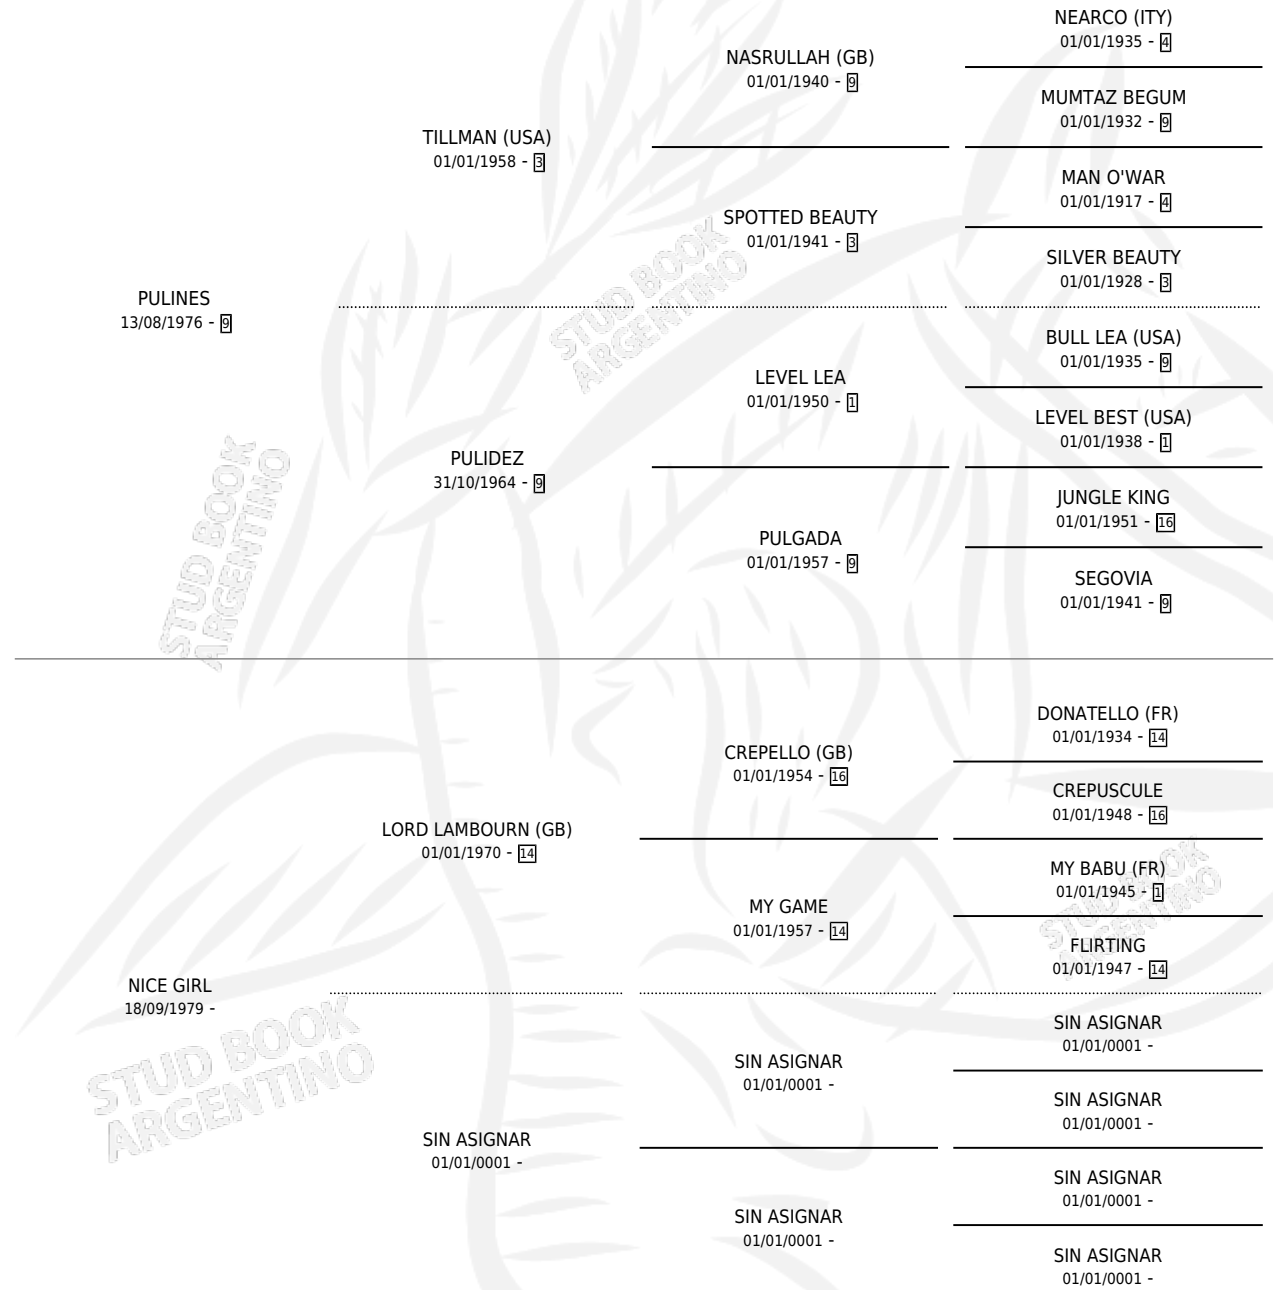 NEARCO (ITY)
01/01/1935 - 4
NASRULLAH (GB)
01/01/1940 - 9
MUMTAZ BEGUM
01/01/1932 - 9
TILLMAN (USA)
01/01/1958 - 3
MAN O'WAR
01/01/1917 - 4
SPOTTED BEAUTY
01/01/1941 - 3
SILVER BEAUTY
01/01/1928 - 3
STUD BOOK
ARGENTINO
PULINES
13/08/1976 - 9
BULL LEA (USA)
01/01/1935 - 9
LEVEL LEA
01/01/1950 - 1
LEVEL BEST (USA)
01/01/1938 - 1
PULIDEZ
31/10/1964 - 9
JUNGLE KING
01/01/1951 - 16
PULGADA
01/01/1957 - 9
SEGOVIA
01/01/1941 - 9
STUD BOOK
ARGENTINO
DONATELLO (FR)
01/01/1934 - 14
CREPELLO (GB)
01/01/1954 - 16
CREPUSCULE
01/01/1948 - 16
LORD LAMBOURN (GB)
01/01/1970 - 14
MY BABU (FR)
01/01/1945 - 1
MY GAME
01/01/1957 - 14
FLIRTING
01/01/1947 - 14
STUD BOOK
ARGENTINO
NICE GIRL
18/09/1979 -
SIN ASIGNAR
01/01/0001 -
SIN ASIGNAR
01/01/0001 -
SIN ASIGNAR
01/01/0001 -
STUD BOOK
ARGENTINO
SIN ASIGNAR
01/01/0001 -
SIN ASIGNAR
01/01/0001 -
SIN ASIGNAR
01/01/0001 -
SIN ASIGNAR
01/01/0001 -